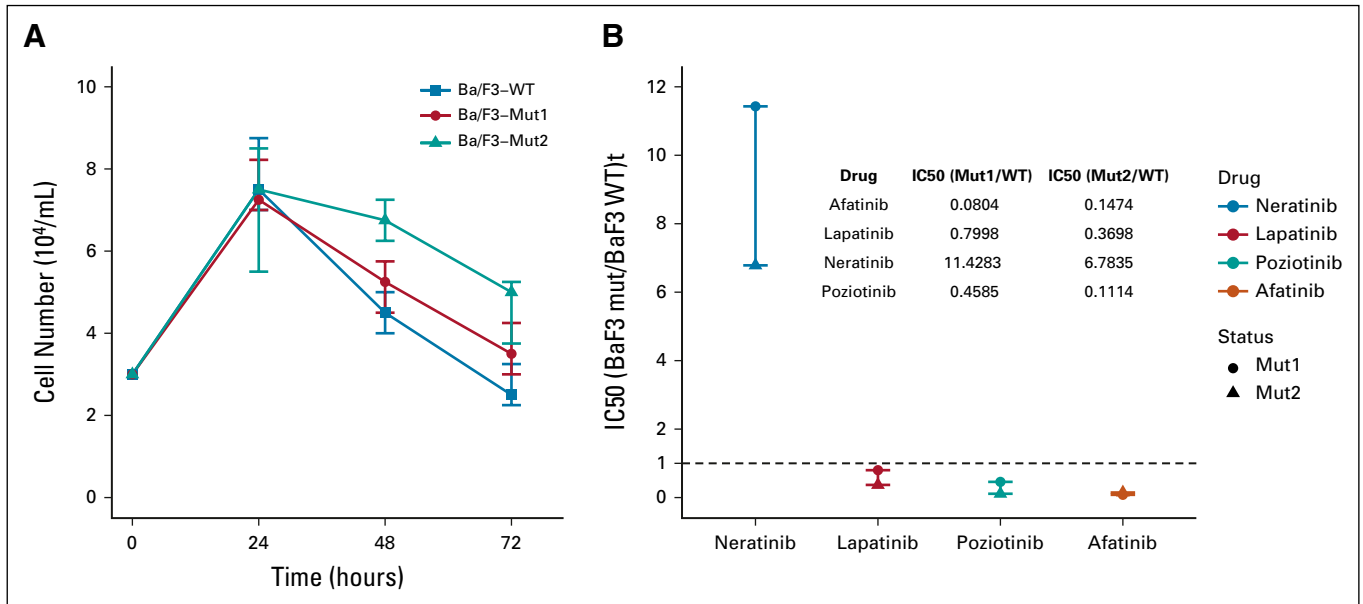 A
10
8
6
4
2
0
0 24 48 72
Cell Number (10⁴/mL)
Time (hours)
Ba/F3–WT
Ba/F3–Mut1
Ba/F3–Mut2
B
12
10
8
6
4
2
1
0
IC50 (BaF3 mut/BaF3 WT)t
Neratinib Lapatinib Poziotinib Afatinib
Drug IC50 (Mut1/WT) IC50 (Mut2/WT)
Afatinib 0.0804 0.1474
Lapatinib 0.7998 0.3698
Neratinib 11.4283 6.7835
Poziotinib 0.4585 0.1114
Drug
Neratinib
Lapatinib
Poziotinib
Afatinib
Status
Mut1
Mut2